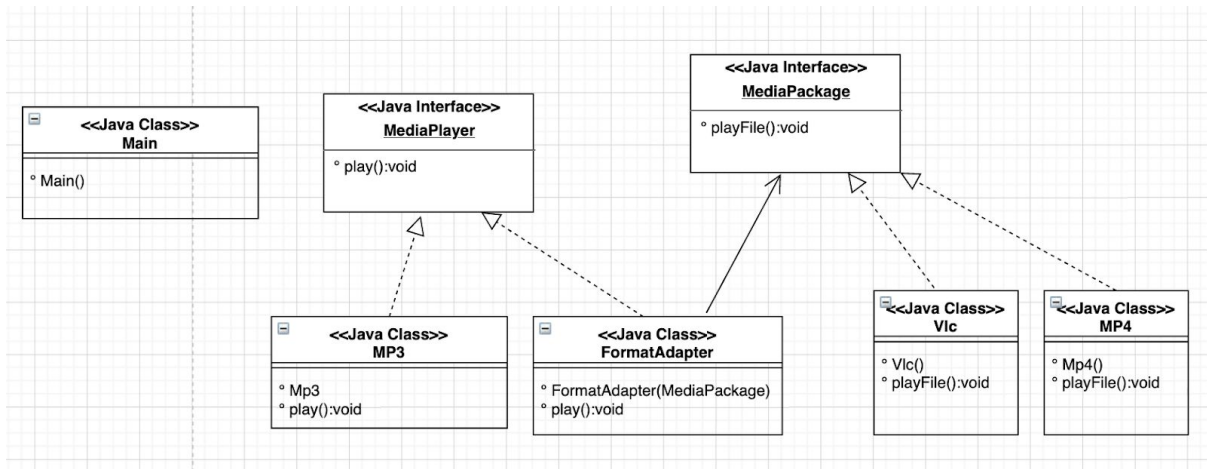 <<Java Class>>
Main
° Main()
<<Java Interface>>
MediaPlayer
° play():void
<<Java Interface>>
MediaPackage
° playFile():void
<<Java Class>>
MP3
° Mp3
° play():void
<<Java Class>>
FormatAdapter
° FormatAdapter(MediaPackage)
° play():void
<<Java Class>>
Vlc
° Vlc()
° playFile():void
<<Java Class>>
MP4
° Mp4()
° playFile():void